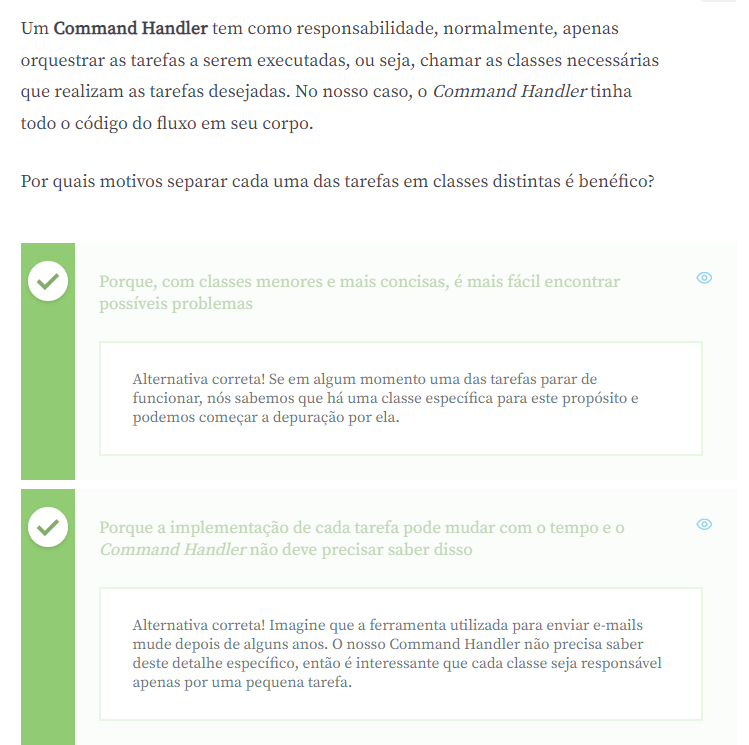 Um Command Handler tem como responsabilidade, normalmente, apenas
orquestrar as tarefas a serem executadas, ou seja, chamar as classes necessárias
que realizam as tarefas desejadas. No nosso caso, o Command Handler tinha
todo o código do fluxo em seu corpo.
Por quais motivos separar cada uma das tarefas em classes distintas é benéfico?
Porque, com classes menores e mais concisas, é mais fácil encontrar
possíveis problemas
Alternativa correta! Se em algum momento uma das tarefas parar de
funcionar, nós sabemos que há uma classe específica para este propósito e
podemos começar a depuração por ela.
Porque a implementação de cada tarefa pode mudar com o tempo e o
Command Handler não deve precisar saber disso
Alternativa correta! Imagine que a ferramenta utilizada para enviar e-mails
mude depois de alguns anos. O nosso Command Handler não precisa saber
deste detalhe específico, então é interessante que cada classe seja responsável
apenas por uma pequena tarefa.